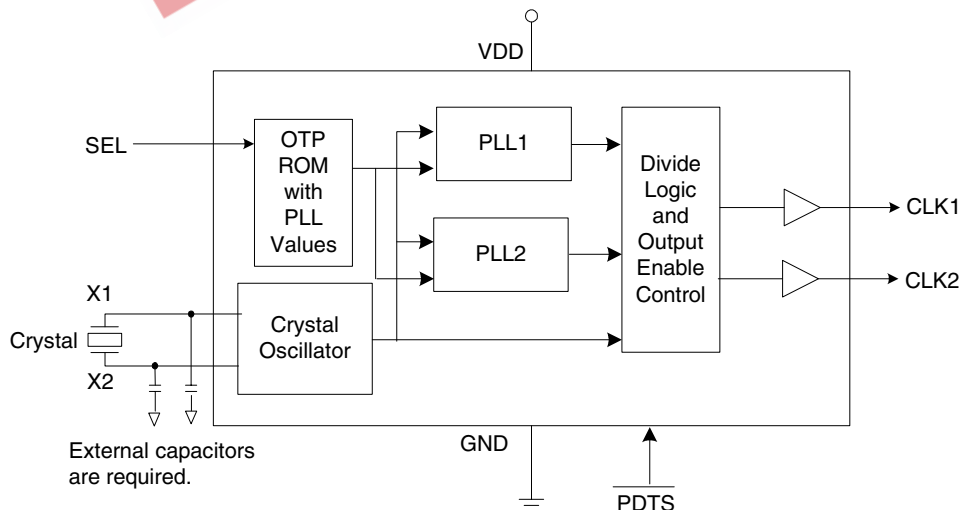 VDD
SEL
OTP
ROM
with
PLL
Values
PLL1
PLL2
Divide
Logic
and
Output
Enable
Control
CLK1
CLK2
X1
Crystal
X2
Crystal
Oscillator
External capacitors
are required.
GND
PDTS